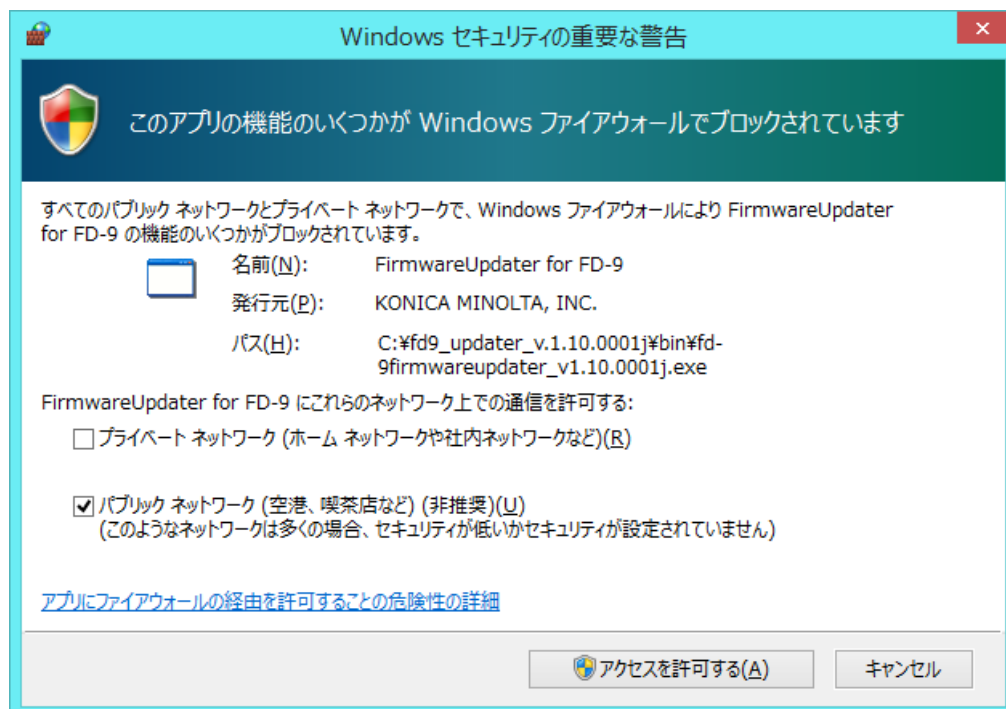 Windows セキュリティの重要な警告
このアプリの機能のいくつかが Windows ファイアウォールでブロックされています
すべてのパブリック ネットワークとプライベート ネットワークで、Windows ファイアウォールにより FirmwareUpdater
for FD-9 の機能のいくつかがブロックされています。
名前(N): FirmwareUpdater for FD-9
発行元(P): KONICA MINOLTA, INC.
パス(H): C:¥fd9_updater_v.1.10.0001j¥bin¥fd-
9firmwareupdater_v1.10.0001j.exe
FirmwareUpdater for FD-9 にこれらのネットワーク上での通信を許可する:
プライベート ネットワーク (ホーム ネットワークや社内ネットワークなど)(R)
パブリック ネットワーク (空港、喫茶店など) (非推奨)(U)
(このようなネットワークは多くの場合、セキュリティが低いかセキュリティが設定されていません)
アプリにファイアウォールの経由を許可することの危険性の詳細
アクセスを許可する(A) キャンセル